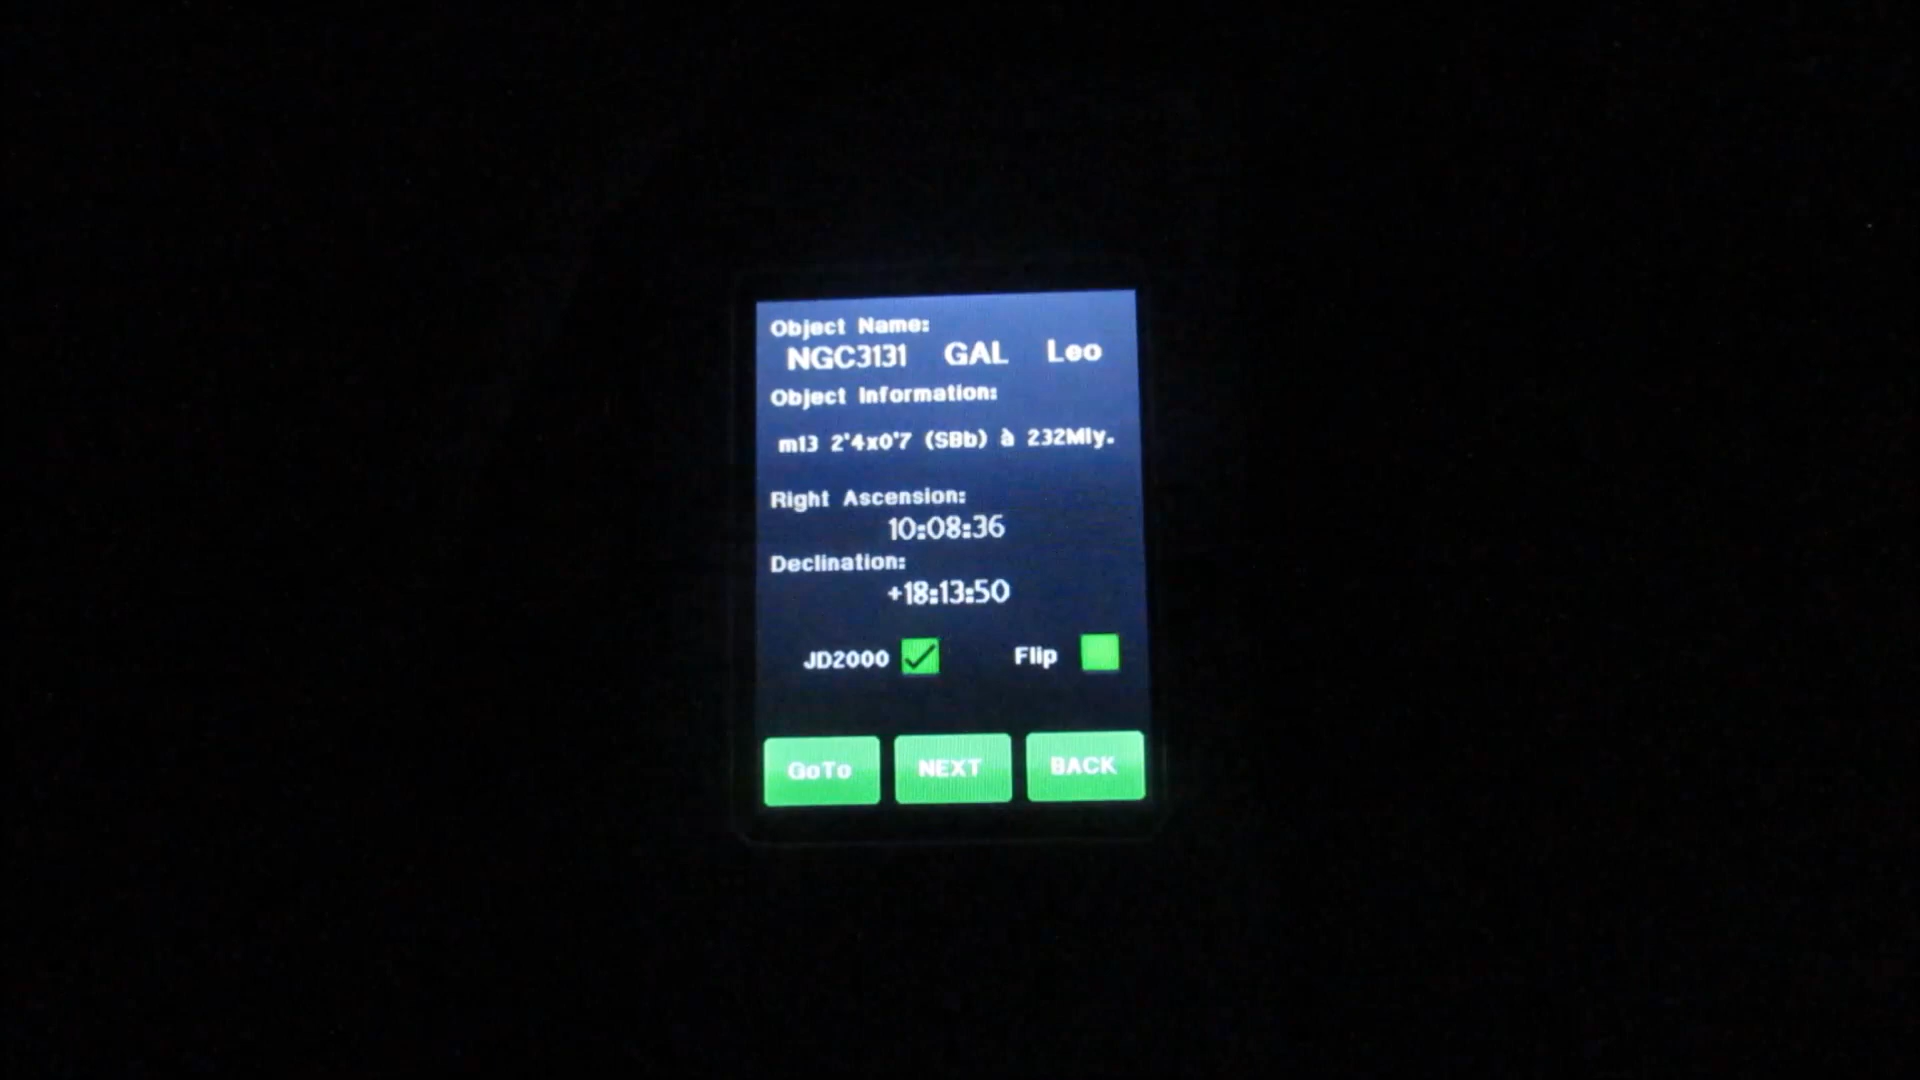 Object Name:
NGC3131 GAL Leo
Object Information:
m13 2'4x0'7 (SBb) à 232Mly.
Right Ascension:
10:08:36
Declination:
+18:13:50
JD2000 Flip
GoTo NEXT BACK